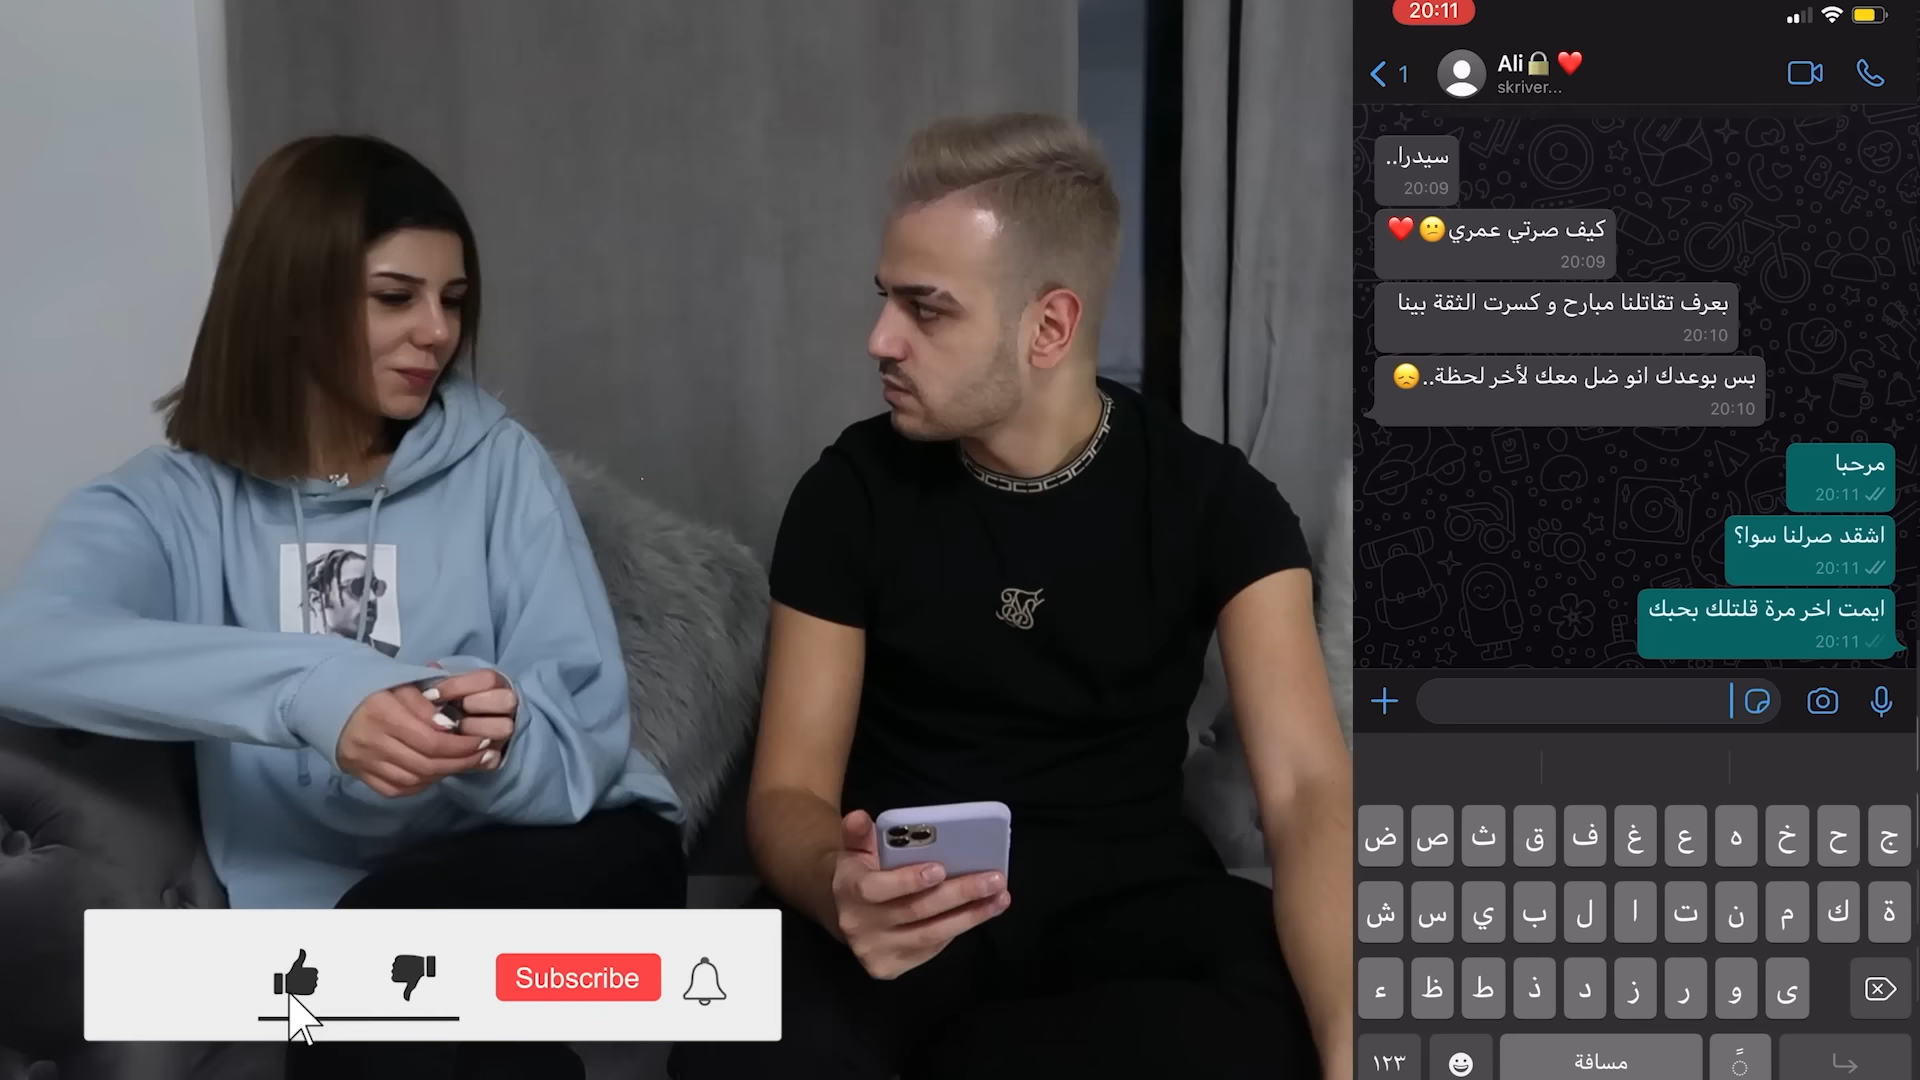 20:11
1
Ali🔒❤️
skriver...
سيدرا..
20:09
كيف صرتي عمري😕❤️
20:09
بعرف تقاتلنا مبارح و كسرت الثقة بينا
20:10
بس بوعدك انو ضل معك لأخر لحظة..😞
20:10
مرحبا
20:11
اشقد صرلنا سوا؟
20:11
ايمت اخر مرة قلتلك بحبك
20:11
ض ص ث ق ف غ ع ه خ ح ج
ش س ي ب ل ا ت ن م ك ة
ء ظ ط ذ د ز ر و ى
١٢٣
مسافة
Subscribe